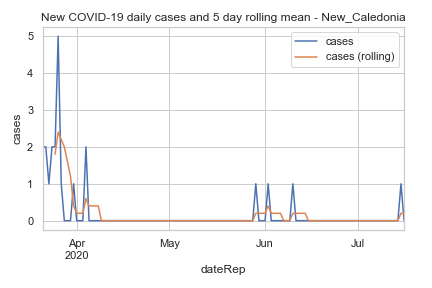 New COVID-19 daily cases and 5 day rolling mean - New_Caledonia
cases
cases (rolling)
5
4
3
2
1
0
cases
Apr
2020
May
Jun
Jul
dateRep